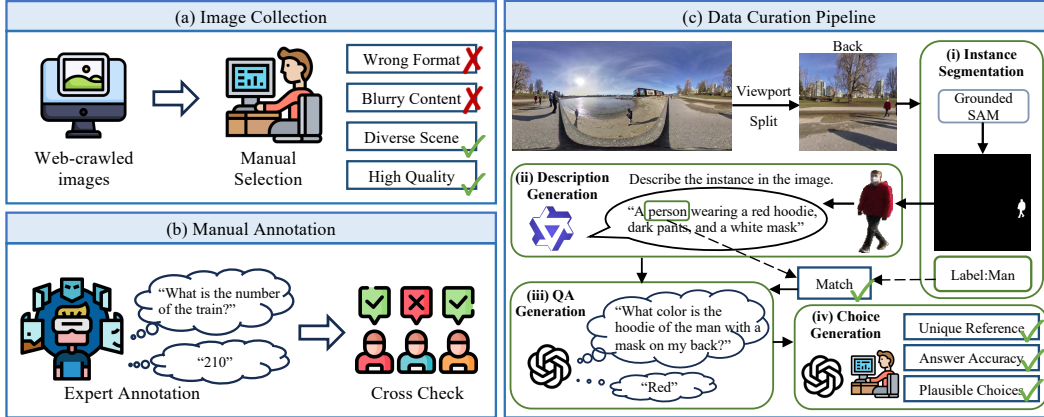 (a) Image Collection
Web-crawled
images
Manual
Selection
Wrong Format
Blurry Content
Diverse Scene
High Quality
(b) Manual Annotation
“What is the number
of the train?”
“210”
Expert Annotation
Cross Check
(c) Data Curation Pipeline
Viewport
Split
Back
(i) Instance
Segmentation
Grounded
SAM
Label:Man
(ii) Description
Generation
Describe the instance in the image.
“A person wearing a red hoodie,
dark pants, and a white mask”
Match
(iii) QA
Generation
“What color is the
hoodie of the man with a
mask on my back?”
“Red”
(iv) Choice
Generation
Unique Reference
Answer Accuracy
Plausible Choices